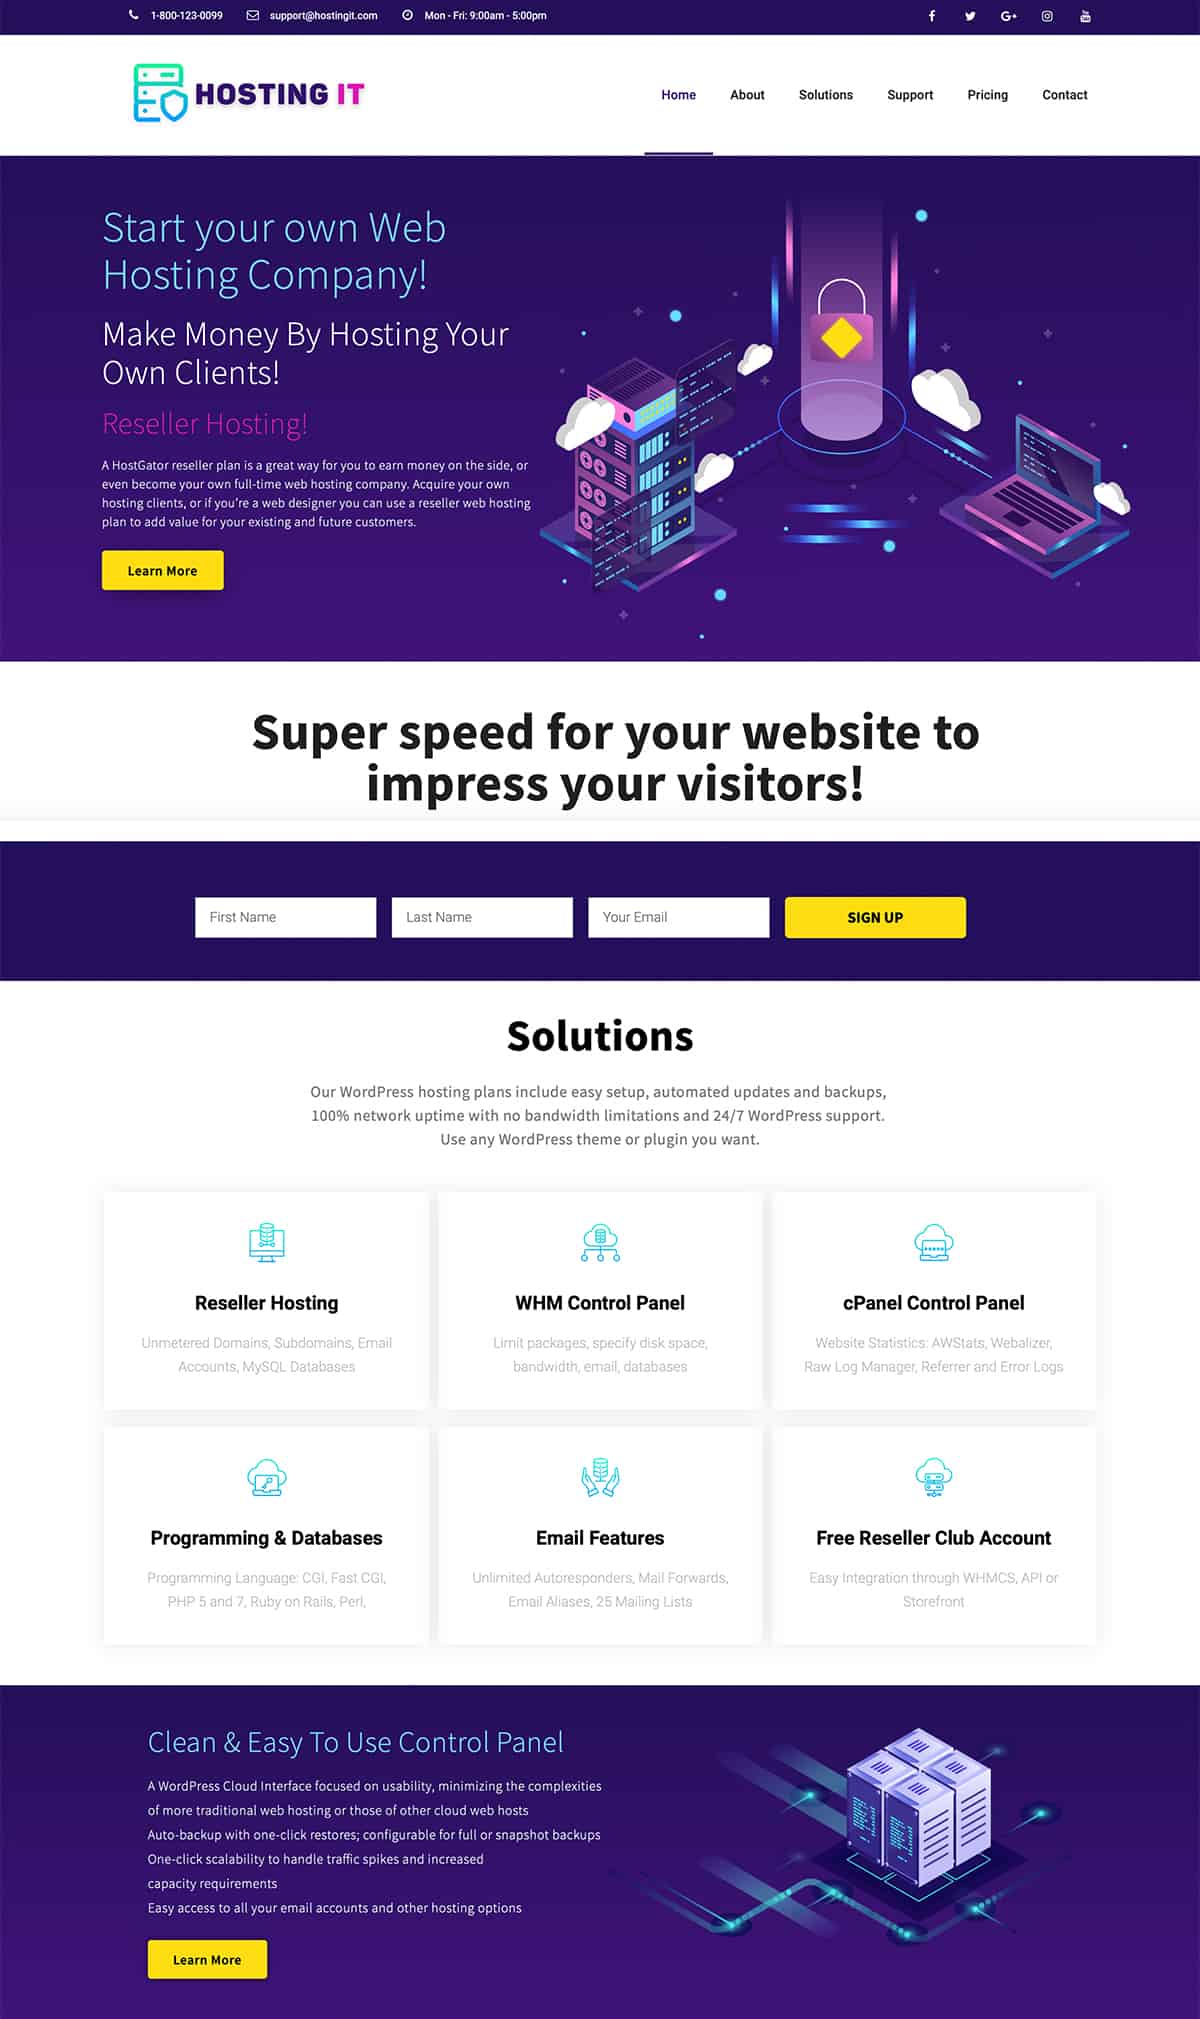 1-800-123-0099 support@hostingit.com Mon - Fri: 9:00am - 5:00pm
HOSTING IT
Home About Solutions Support Pricing Contact
Start your own Web
Hosting Company!
Make Money By Hosting Your
Own Clients!
Reseller Hosting!
A HostGator reseller plan is a great way for you to earn money on the side, or
even become your own full-time web hosting company. Acquire your own
hosting clients, or if you're a web designer you can use a reseller web hosting
plan to add value for your existing and future customers.
Learn More
Super speed for your website to
impress your visitors!
First Name Last Name Your Email SIGN UP
Solutions
Our WordPress hosting plans include easy setup, automated updates and backups,
100% network uptime with no bandwidth limitations and 24/7 WordPress support.
Use any WordPress theme or plugin you want.
Reseller Hosting
Unmetered Domains, Subdomains, Email
Accounts, MySQL Databases
WHM Control Panel
Limit packages, specify disk space,
bandwidth, email, databases
cPanel Control Panel
Website Statistics: AWStats, Webalizer,
Raw Log Manager, Referrer and Error Logs
Programming & Databases
Programming Language: CGI, Fast CGI,
PHP 5 and 7, Ruby on Rails, Perl,
Email Features
Unlimited Autoresponders, Mail Forwards,
Email Aliases, 25 Mailing Lists
Free Reseller Club Account
Easy Integration through WHMCS, API or
Storefront
Clean & Easy To Use Control Panel
A WordPress Cloud Interface focused on usability, minimizing the complexities
of more traditional web hosting or those of other cloud web hosts
Auto-backup with one-click restores; configurable for full or snapshot backups
One-click scalability to handle traffic spikes and increased
capacity requirements
Easy access to all your email accounts and other hosting options
Learn More